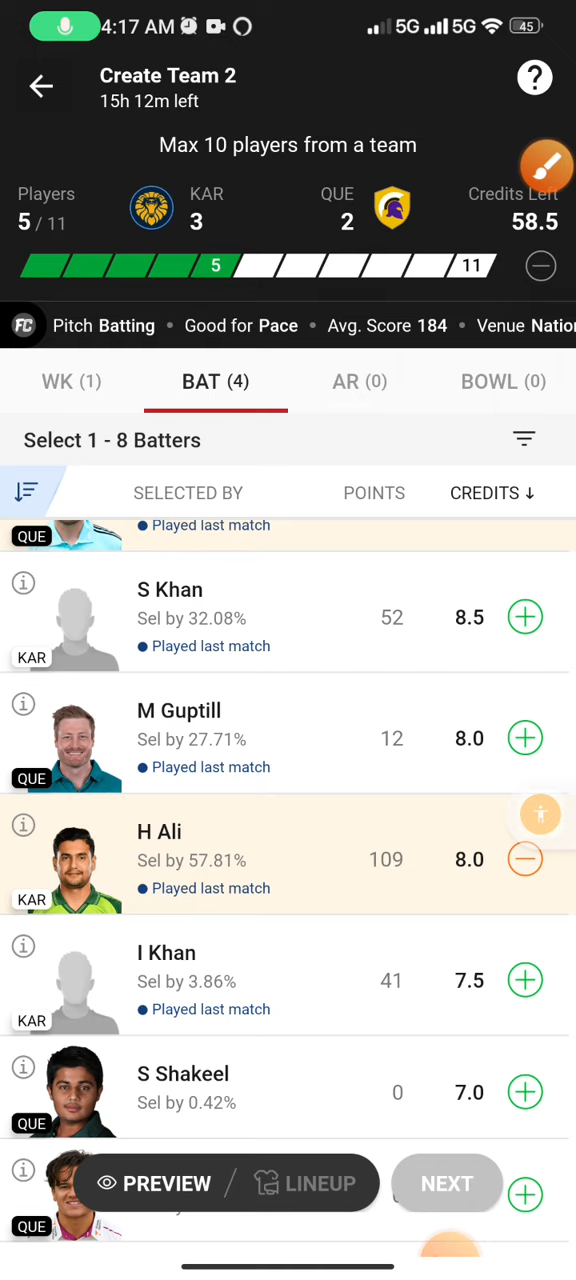 4:17 AM 5G 5G 45
Create Team 2
15h 12m left
Max 10 players from a team
Players KAR QUE Credits Left
5 / 11 3 2 58.5
5 11
FC Pitch Batting • Good for Pace • Avg. Score 184 • Venue Natio
WK (1) BAT (4) AR (0) BOWL (0)
Select 1 - 8 Batters
SELECTED BY POINTS CREDITS ↓
QUE Played last match
S Khan
Sel by 32.08% 52 8.5
Played last match
KAR
M Guptill
Sel by 27.71% 12 8.0
Played last match
QUE
H Ali
Sel by 57.81% 109 8.0
Played last match
KAR
I Khan
Sel by 3.86% 41 7.5
Played last match
KAR
S Shakeel
Sel by 0.42% 0 7.0
QUE
PREVIEW / LINEUP NEXT
QUE